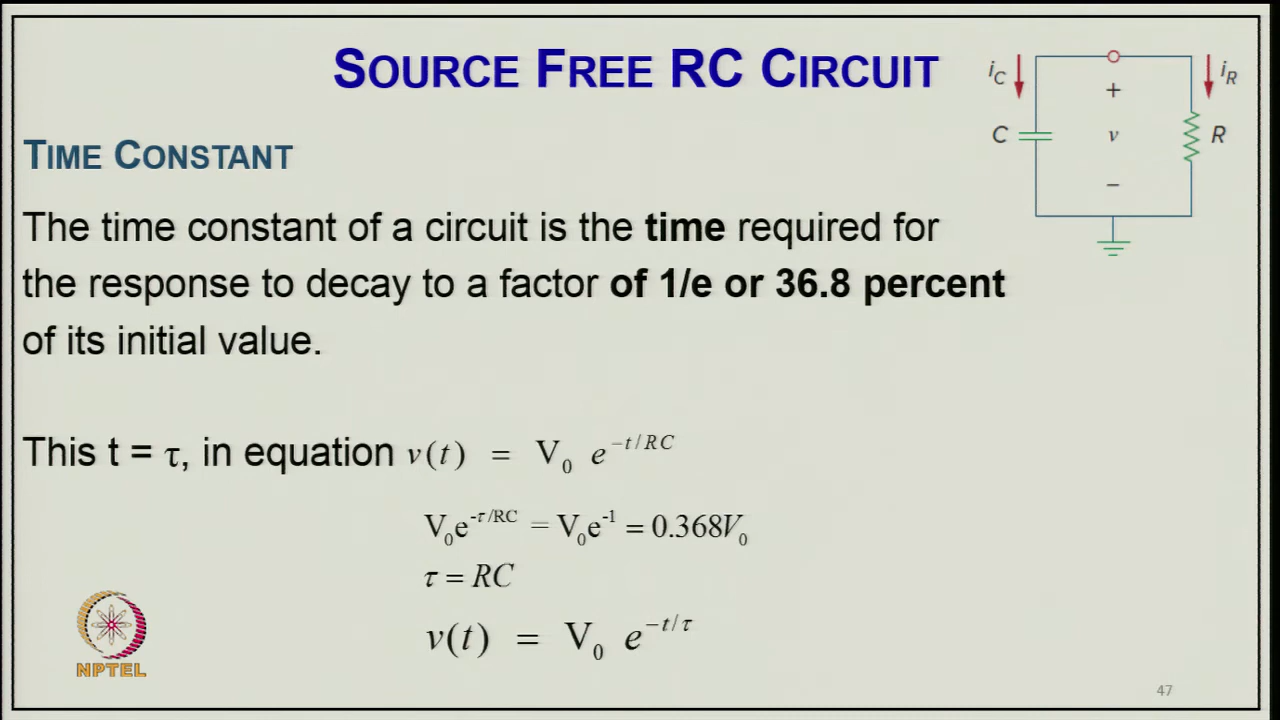 SOURCE FREE RC CIRCUIT
TIME CONSTANT
The time constant of a circuit is the time required for
the response to decay to a factor of 1/e or 36.8 percent
of its initial value.
This t = τ, in equation v(t) = V₀ e^(−t/RC)
V₀e^(-τ/RC) = V₀e^(-1) = 0.368V₀
τ = RC
v(t) = V₀ e^(−t/τ)
i_C
i_R
+
C
v
R
−
NPTEL
47